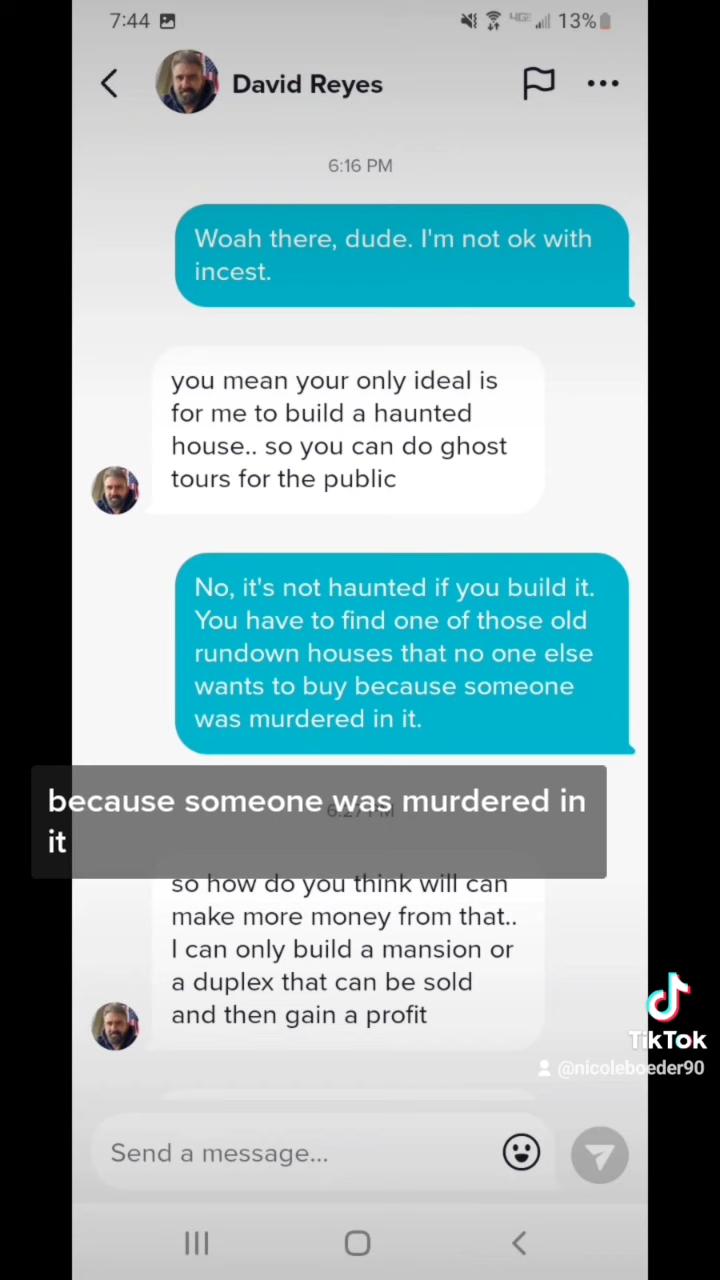 7:44
4GE 13%
David Reyes
6:16 PM
Woah there, dude. I'm not ok with
incest.
you mean your only ideal is
for me to build a haunted
house.. so you can do ghost
tours for the public
No, it's not haunted if you build it.
You have to find one of those old
rundown houses that no one else
wants to buy because someone
was murdered in it.
because someone was murdered in
it
6:27 PM
so how do you think will can
make more money from that..
I can only build a mansion or
a duplex that can be sold
and then gain a profit
TikTok
@nicoleboeder90
Send a message...